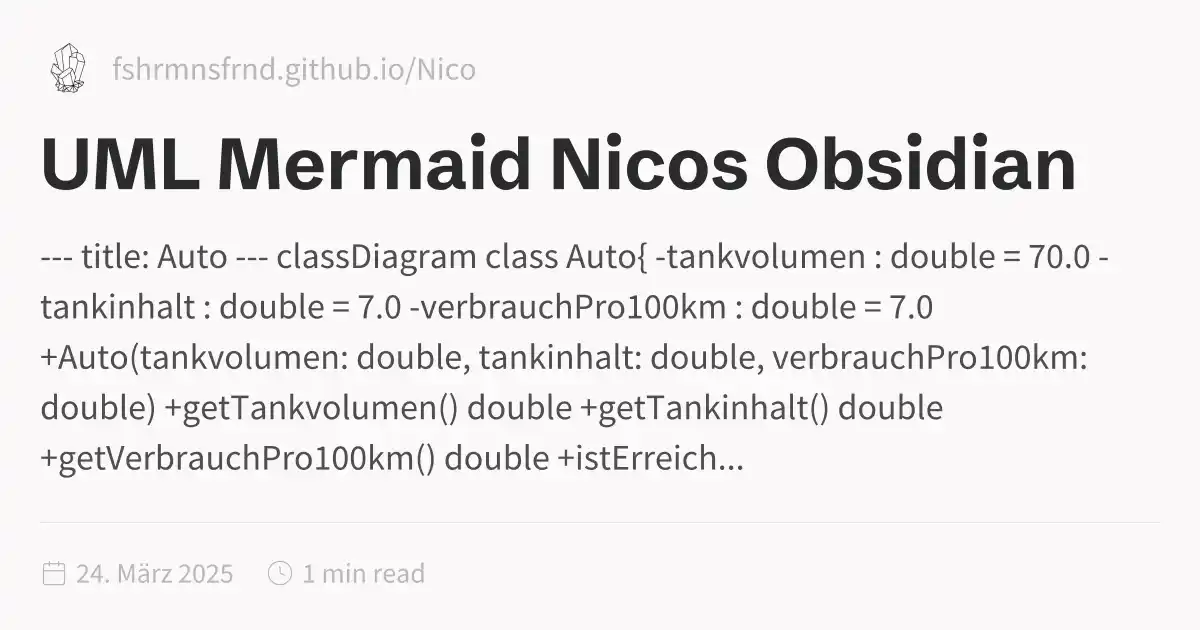 fshrmnsfrnd.github.io/Nico
UML Mermaid Nicos Obsidian
--- title: Auto --- classDiagram class Auto{ -tankvolumen : double = 70.0 -
tankinhalt : double = 7.0 -verbrauchPro100km : double = 7.0
+Auto(tankvolumen: double, tankinhalt: double, verbrauchPro100km:
double) +getTankvolumen() double +getTankinhalt() double
+getVerbrauchPro100km() double +istErreich...
24. März 2025 1 min read